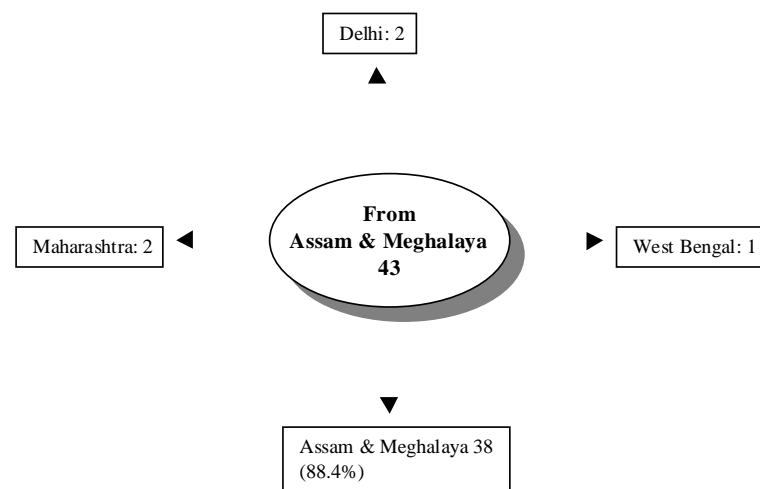 Delhi: 2
From
Assam & Meghalaya
43
Maharashtra: 2
West Bengal: 1
Assam & Meghalaya 38
(88.4%)